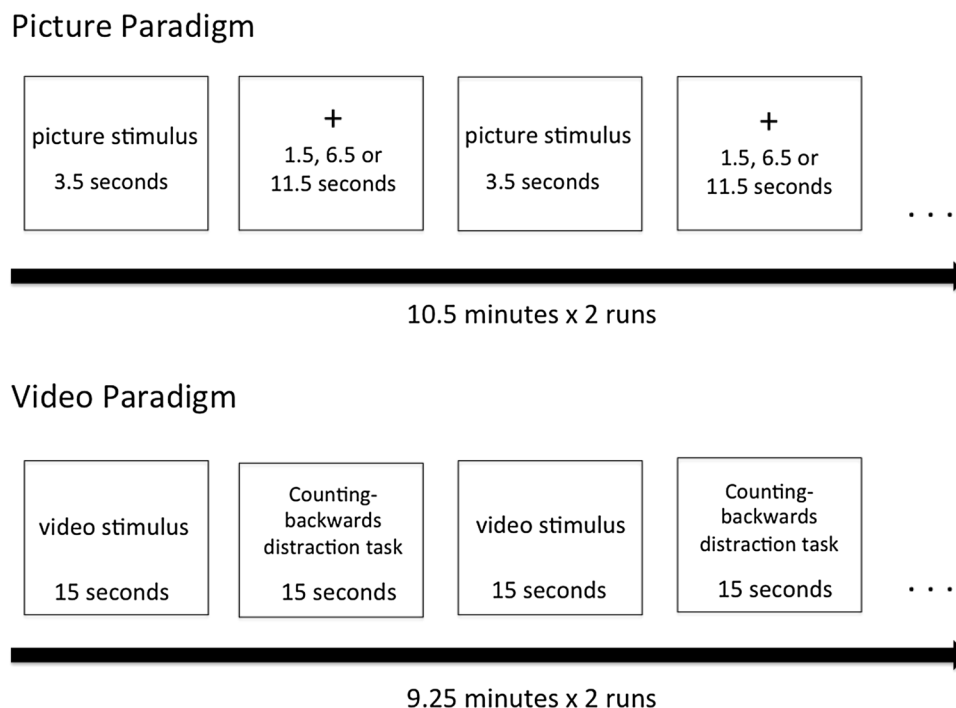 Picture Paradigm
picture stimulus
3.5 seconds
+
1.5, 6.5 or
11.5 seconds
picture stimulus
3.5 seconds
+
1.5, 6.5 or
11.5 seconds
. . .
10.5 minutes x 2 runs
Video Paradigm
video stimulus
15 seconds
Counting-
backwards
distraction task
15 seconds
video stimulus
15 seconds
Counting-
backwards
distraction task
15 seconds
. . .
9.25 minutes x 2 runs